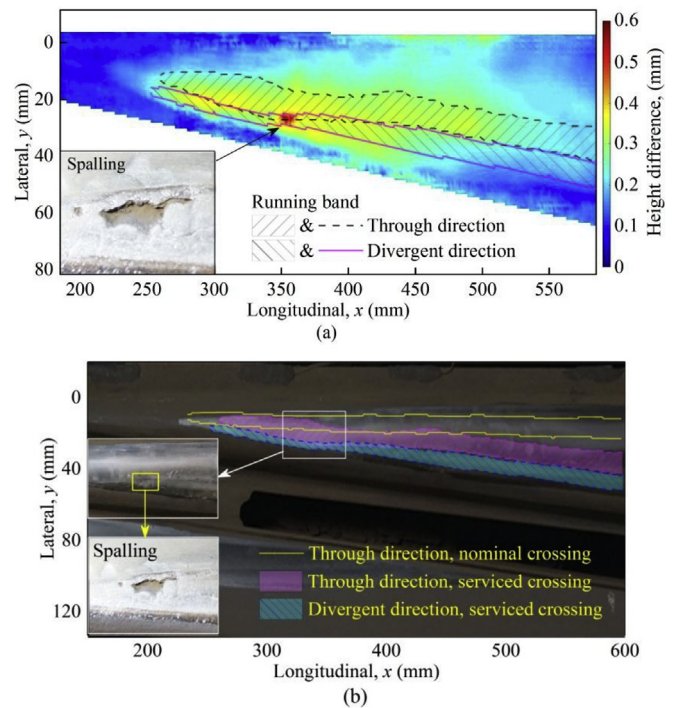 0.6
0
0.5
20
0.4
40
Spalling
0.3
Running band
60
& Through direction
0.2
& Divergent direction
0.1
80
0
200 250 300 350 400 450 500 550
Lateral, y (mm)
Height difference, (mm)
Longitudinal, x (mm)
(a)
0
40
80
Spalling
120
Through direction, nominal crossing
Through direction, serviced crossing
Divergent direction, serviced crossing
200 300 400 500 600
Lateral, y (mm)
Longitudinal, x (mm)
(b)